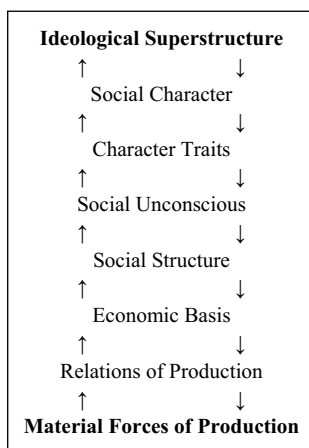 Ideological Superstructure
↑ ↓
Social Character
↑ ↓
Character Traits
↑ ↓
Social Unconscious
↑ ↓
Social Structure
↑ ↓
Economic Basis
↑ ↓
Relations of Production
↑ ↓
Material Forces of Production